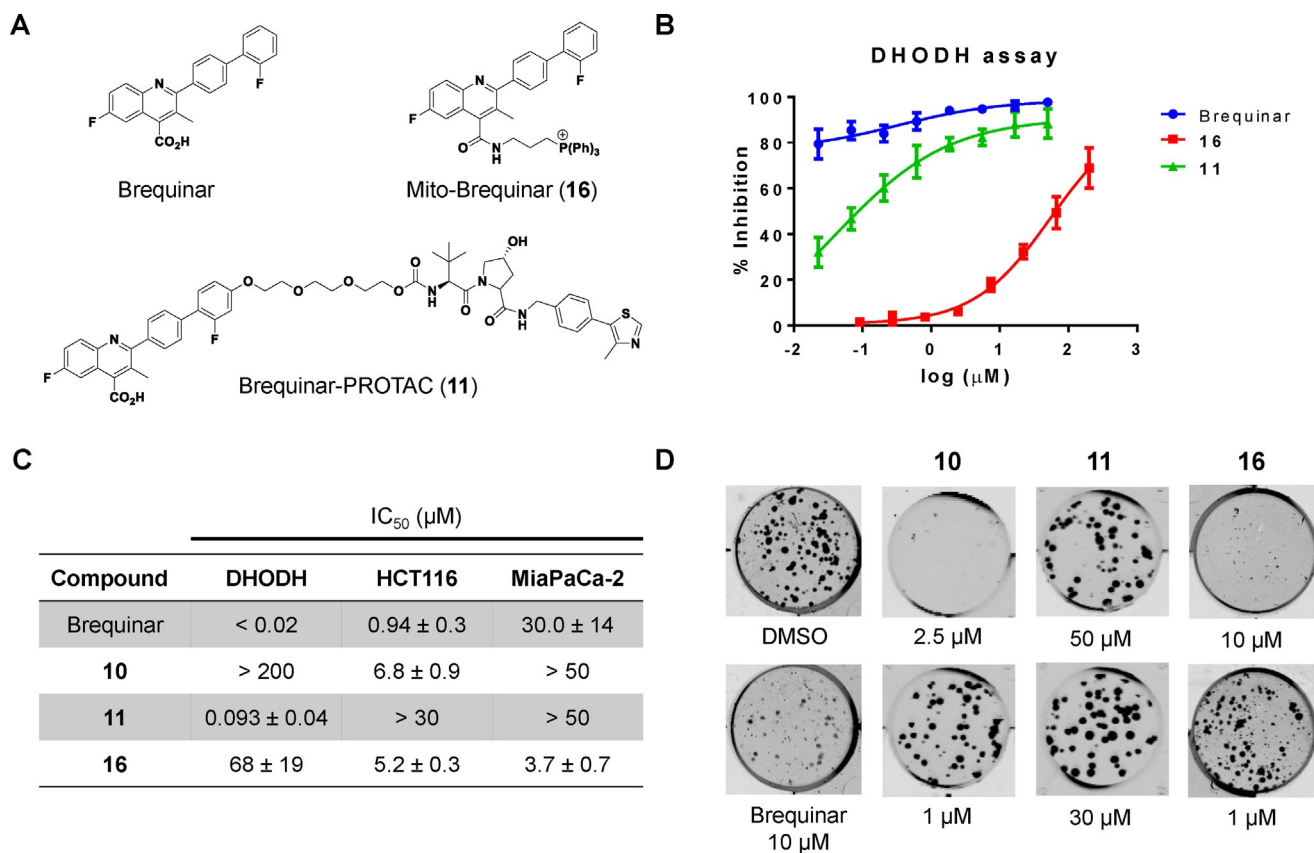 A
N
F
F
CO2H
Brequinar
N
F
F
O
N
H
P(Ph)3
+
Mito-Brequinar (16)
OH
O
O
O
O
O
N
H
O
N
O
N
H
S
N
N
F
F
CO2H
Brequinar-PROTAC (11)
B
DHODH assay
% Inhibition
100
80
60
40
20
0
-2 -1 0 1 2 3
log (μM)
Brequinar
16
11
C
IC50 (μM)
Compound DHODH HCT116 MiaPaCa-2
Brequinar < 0.02 0.94 ± 0.3 30.0 ± 14
10 > 200 6.8 ± 0.9 > 50
11 0.093 ± 0.04 > 30 > 50
16 68 ± 19 5.2 ± 0.3 3.7 ± 0.7
D
10 11 16
DMSO 2.5 μM 50 μM 10 μM
Brequinar
10 μM
1 μM 30 μM 1 μM